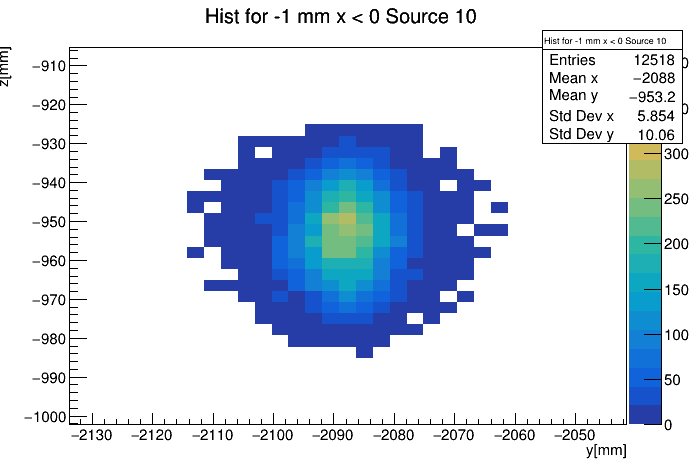 Hist for -1 mm x < 0 Source 10
Hist for -1 mm x < 0 Source 10
Entries 12518
Mean x −2088
Mean y −953.2
Std Dev x 5.854
Std Dev y 10.06
z[mm]
−910
−920
−930
−940
−950
−960
−970
−980
−990
−1000
−2130 −2120 −2110 −2100 −2090 −2080 −2070 −2060 −2050
y[mm]
300
250
200
150
100
50
0